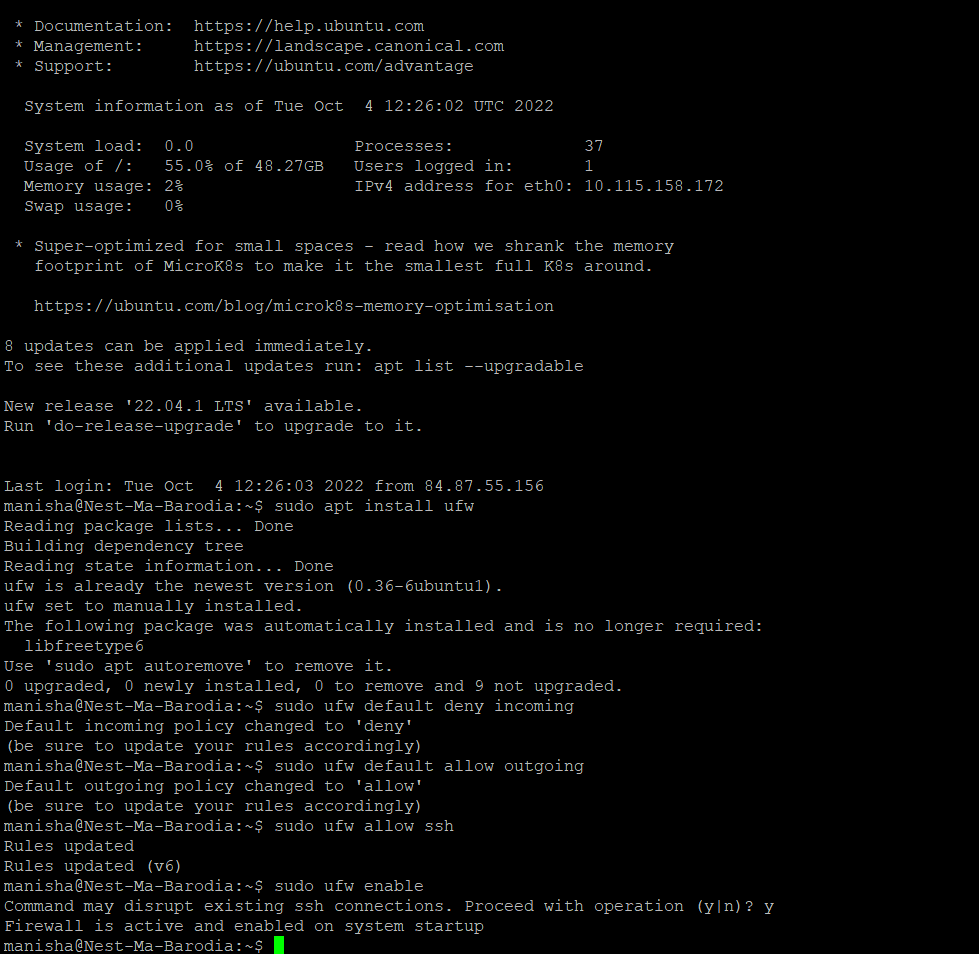 * Documentation:  https://help.ubuntu.com
* Management:     https://landscape.canonical.com
* Support:        https://ubuntu.com/advantage
System information as of Tue Oct  4 12:26:02 UTC 2022
System load:  0.0                Processes:             37
Usage of /:   55.0% of 48.27GB   Users logged in:       1
Memory usage: 2%                 IPv4 address for eth0: 10.115.158.172
Swap usage:   0%
* Super-optimized for small spaces - read how we shrank the memory
footprint of MicroK8s to make it the smallest full K8s around.
https://ubuntu.com/blog/microk8s-memory-optimisation
8 updates can be applied immediately.
To see these additional updates run: apt list --upgradable
New release '22.04.1 LTS' available.
Run 'do-release-upgrade' to upgrade to it.
Last login: Tue Oct  4 12:26:03 2022 from 84.87.55.156
manisha@Nest-Ma-Barodia:~$ sudo apt install ufw
Reading package lists... Done
Building dependency tree
Reading state information... Done
ufw is already the newest version (0.36-6ubuntu1).
ufw set to manually installed.
The following package was automatically installed and is no longer required:
libfreetype6
Use 'sudo apt autoremove' to remove it.
0 upgraded, 0 newly installed, 0 to remove and 9 not upgraded.
manisha@Nest-Ma-Barodia:~$ sudo ufw default deny incoming
Default incoming policy changed to 'deny'
(be sure to update your rules accordingly)
manisha@Nest-Ma-Barodia:~$ sudo ufw default allow outgoing
Default outgoing policy changed to 'allow'
(be sure to update your rules accordingly)
manisha@Nest-Ma-Barodia:~$ sudo ufw allow ssh
Rules updated
Rules updated (v6)
manisha@Nest-Ma-Barodia:~$ sudo ufw enable
Command may disrupt existing ssh connections. Proceed with operation (y|n)? y
Firewall is active and enabled on system startup
manisha@Nest-Ma-Barodia:~$